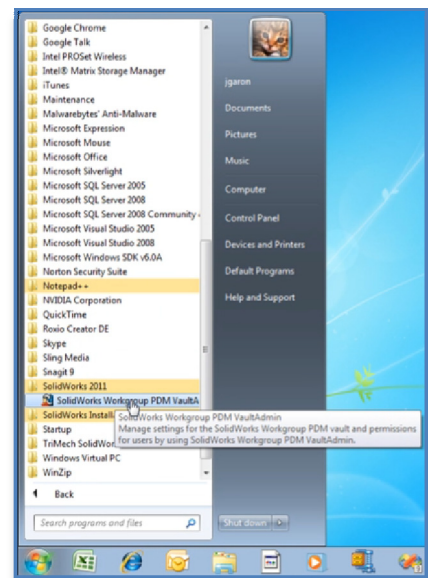 Google Chrome
Google Talk
Intel PROSet Wireless
Intel® Matrix Storage Manager
iTunes
Maintenance
Malwarebytes' Anti-Malware
Microsoft Expression
Microsoft Mouse
Microsoft Office
Microsoft Silverlight
Microsoft SQL Server 2005
Microsoft SQL Server 2008
Microsoft SQL Server 2008 Community
Microsoft Visual Studio 2005
Microsoft Visual Studio 2008
Microsoft Windows SDK v6.0A
Norton Security Suite
Notepad++
NVIDIA Corporation
QuickTime
Roxio Creator DE
Skype
Sling Media
Snagit 9
SolidWorks 2011
SolidWorks Workgroup PDM VaultA
SolidWorks Install
SolidWorks Workgroup PDM VaultAdmin
Manage settings for the SolidWorks Workgroup PDM vault and permissions
for users by using SolidWorks Workgroup PDM VaultAdmin.
Startup
TriMech SolidWor
Windows Virtual PC
WinZip
Back
Search programs and files
jgaron
Documents
Pictures
Music
Computer
Control Panel
Devices and Printers
Default Programs
Help and Support
Shut down